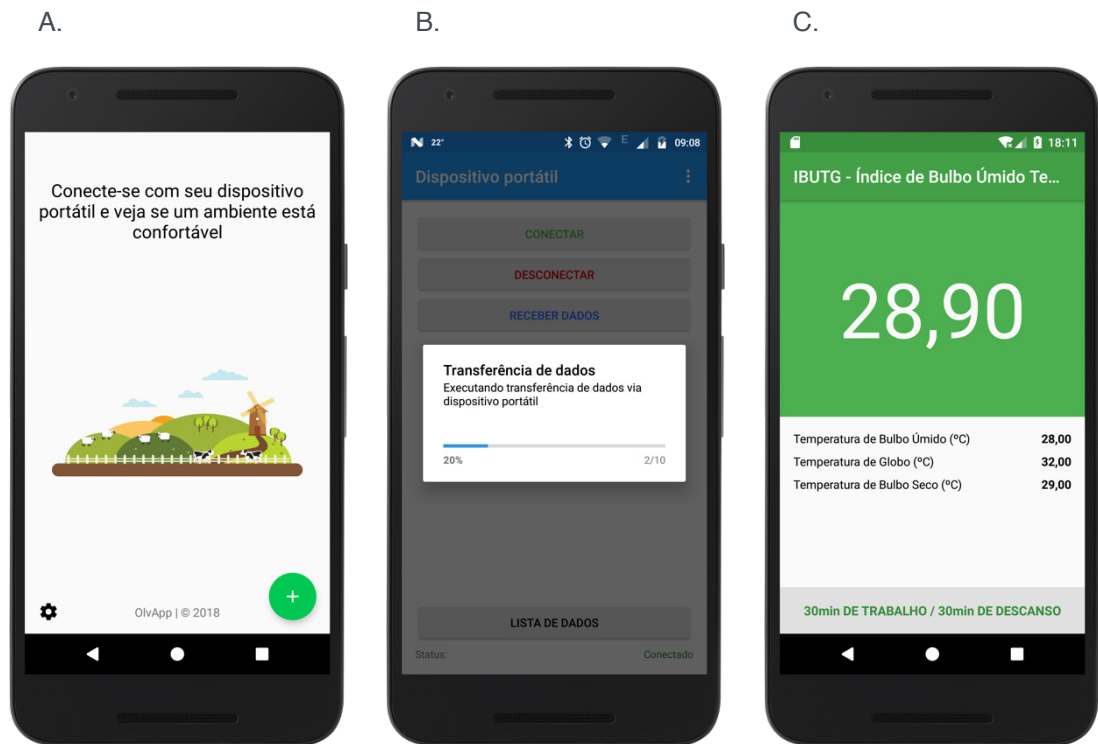 A.
B.
C.
Conecte-se com seu dispositivo
portátil e veja se um ambiente está
confortável
OlvApp | © 2018
22°
E
09:08
Dispositivo portátil
CONECTAR
DESCONECTAR
RECEBER DADOS
Transferência de dados
Executando transferência de dados via
dispositivo portátil
20% 2/10
LISTA DE DADOS
Status: Conectado
18:11
IBUTG - Índice de Bulbo Úmido Te...
28,90
Temperatura de Bulbo Úmido (ºC) 28,00
Temperatura de Globo (ºC) 32,00
Temperatura de Bulbo Seco (ºC) 29,00
30min DE TRABALHO / 30min DE DESCANSO